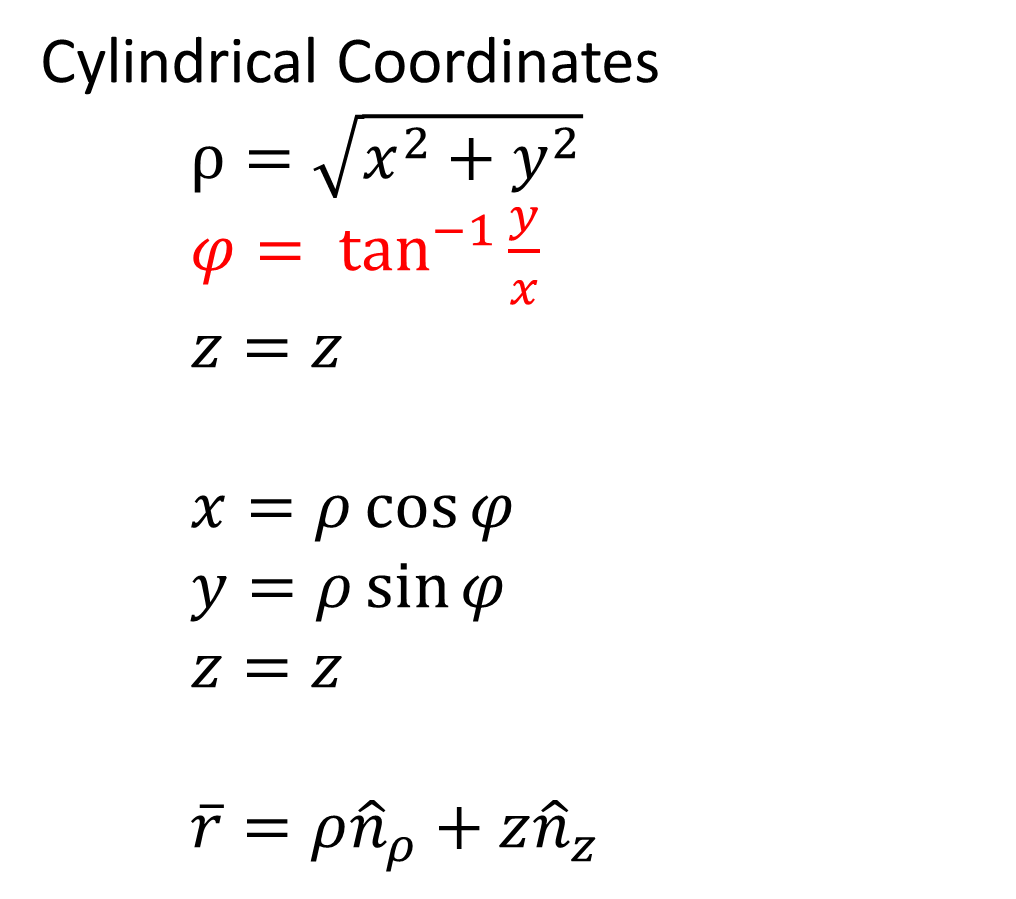 Cylindrical Coordinates
ρ = √(x² + y²)
φ = tan⁻¹ y/x
z = z
x = ρ cos φ
y = ρ sin φ
z = z
r̄ = ρn̂_ρ + zn̂_z